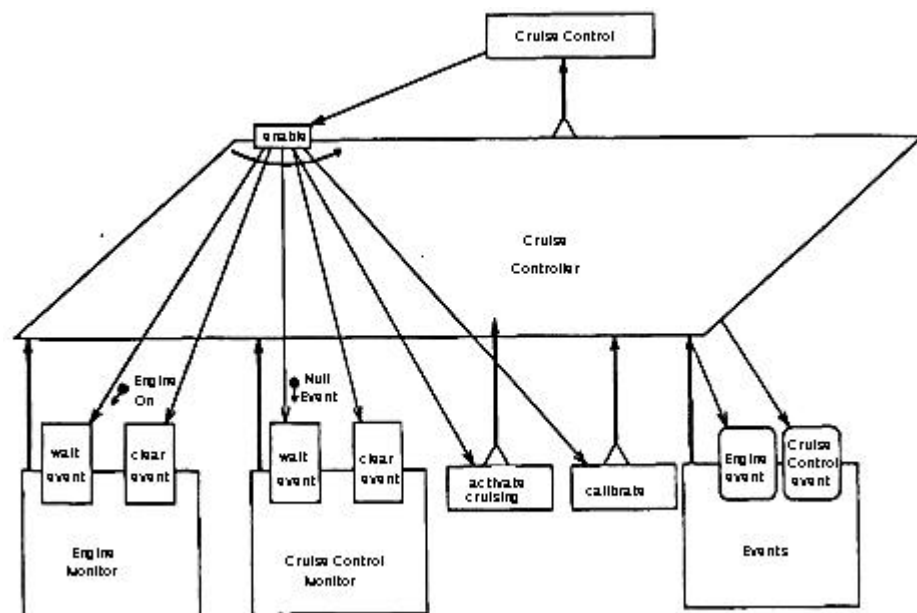 Cruise Control
enable
Cruise
Controller
Engine
On
Null
Event
wait
event
clear
event
wait
event
clear
event
activate
cruising
calibrate
Engine
event
Cruise
Control
event
Engine
Monitor
Cruise Control
Monitor
Events